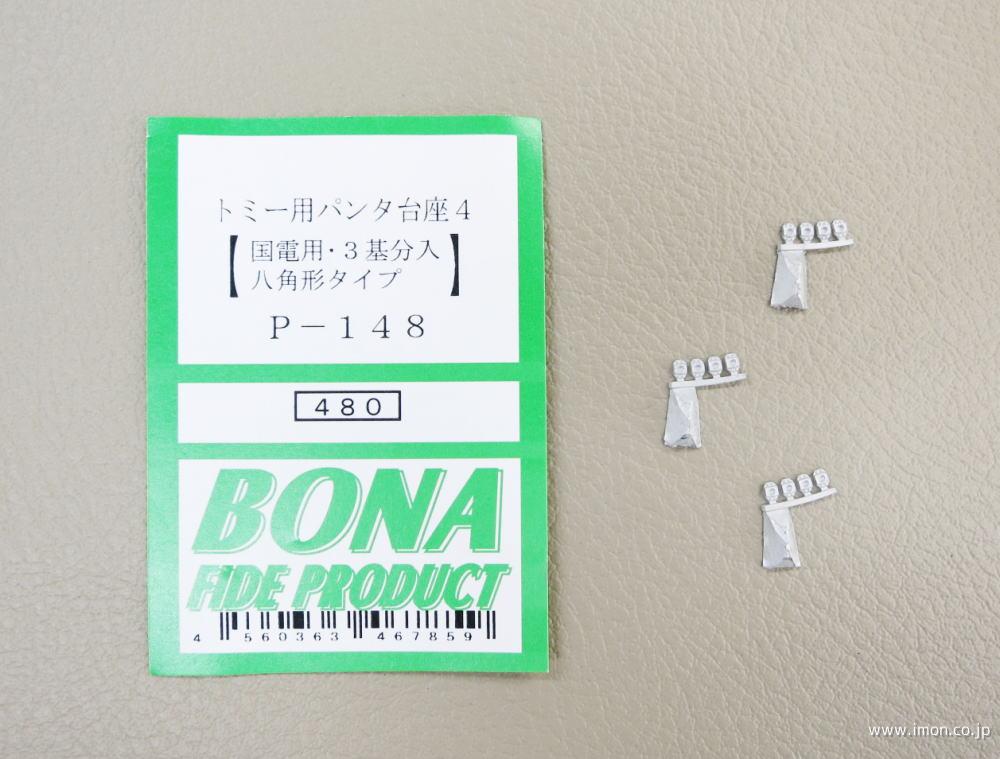 トミー用パンタ台座４
【国電用・３基分入
八角形タイプ】
Ｐ－１４８
４８０
BONA
FIDE PRODUCT
4 560363 467859
www.imon.co.jp